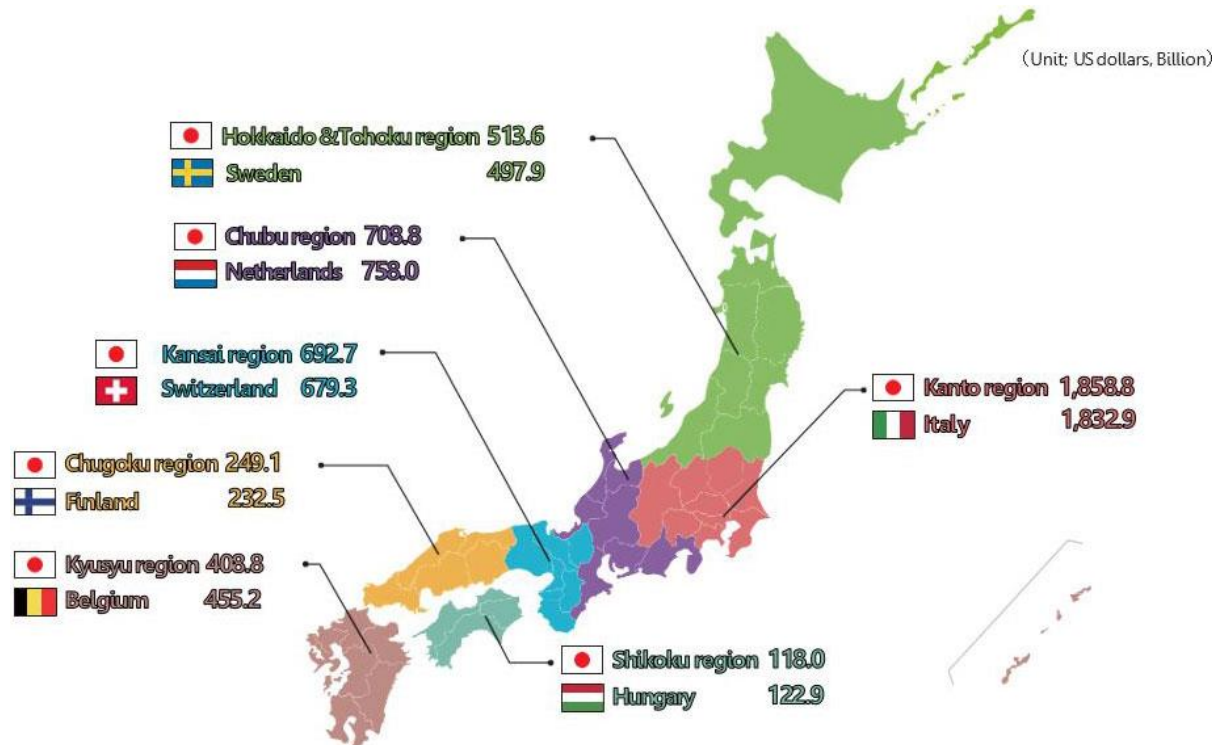 （Unit; US dollars, Billion）
Hokkaido &Tohoku region 513.6
Sweden 497.9
Chubu region 708.8
Netherlands 758.0
Kansai region 692.7
Switzerland 679.3
Kanto region 1,858.8
Italy 1,832.9
Chugoku region 249.1
Finland 232.5
Kyusyu region 408.8
Belgium 455.2
Shikoku region 118.0
Hungary 122.9